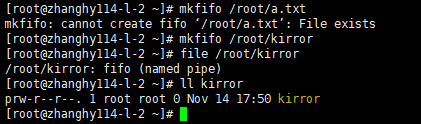 [root@zhanghy114-l-2 ~]# mkfifo /root/a.txt
mkfifo: cannot create fifo ‘/root/a.txt’: File exists
[root@zhanghy114-l-2 ~]# mkfifo /root/kirror
[root@zhanghy114-l-2 ~]# file /root/kirror
/root/kirror: fifo (named pipe)
[root@zhanghy114-l-2 ~]# ll kirror
prw-r--r--. 1 root root 0 Nov 14 17:50 kirror
[root@zhanghy114-l-2 ~]#